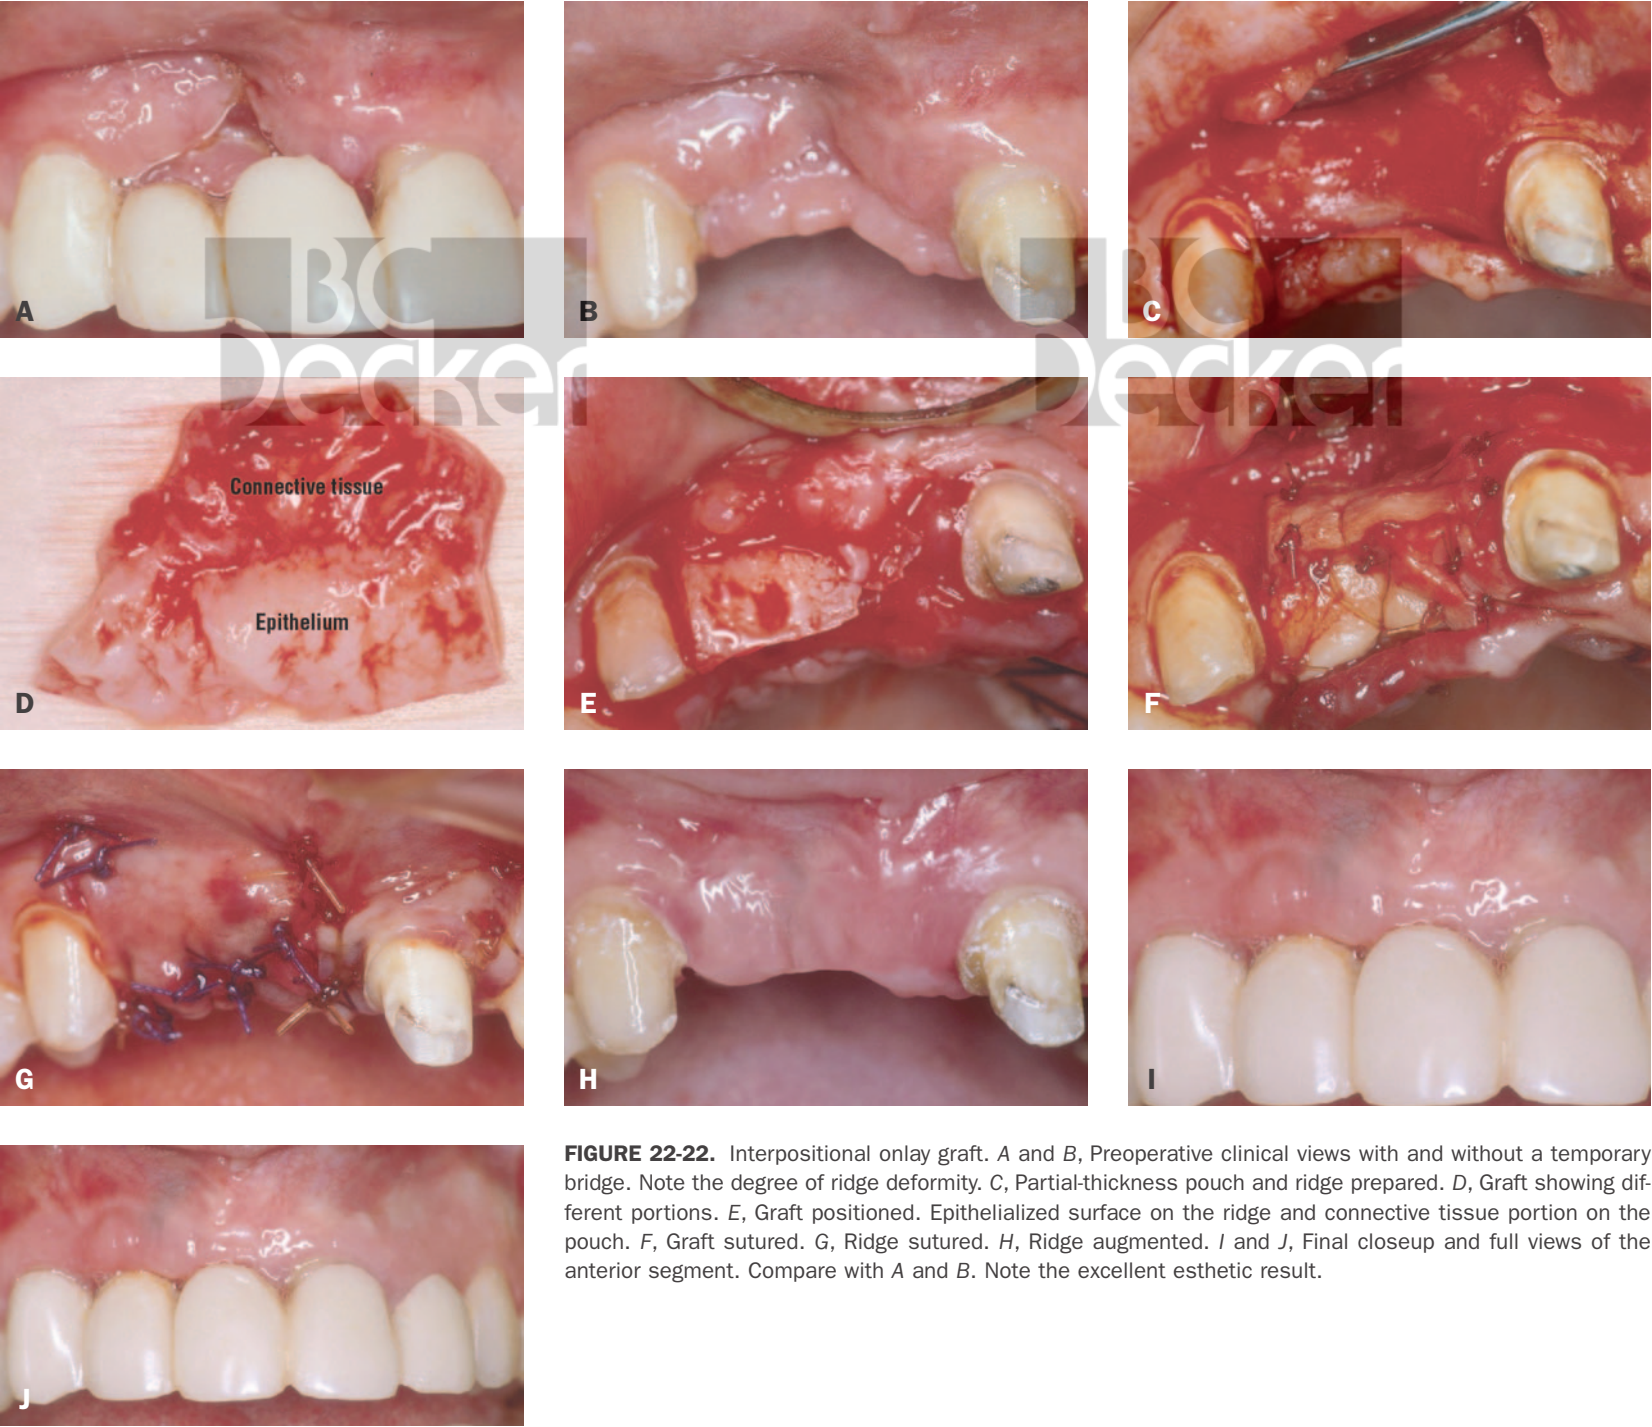 A
B
C
BC
Decker
BC
Decker
Connective tissue
Epithelium
D
E
F
G
H
I
J
FIGURE 22-22. Interpositional onlay graft. A and B, Preoperative clinical views with and without a temporary
bridge. Note the degree of ridge deformity. C, Partial-thickness pouch and ridge prepared. D, Graft showing dif-
ferent portions. E, Graft positioned. Epithelialized surface on the ridge and connective tissue portion on the
pouch. F, Graft sutured. G, Ridge sutured. H, Ridge augmented. I and J, Final closeup and full views of the
anterior segment. Compare with A and B. Note the excellent esthetic result.